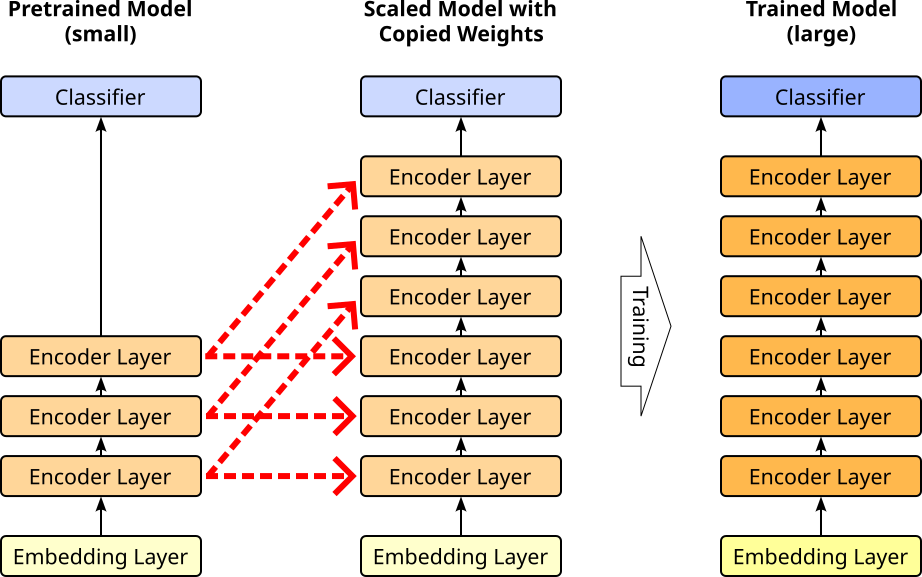 Pretrained Model
(small)
Classifier
Encoder Layer
Encoder Layer
Encoder Layer
Embedding Layer
Scaled Model with
Copied Weights
Classifier
Encoder Layer
Encoder Layer
Encoder Layer
Encoder Layer
Encoder Layer
Encoder Layer
Embedding Layer
Training
Trained Model
(large)
Classifier
Encoder Layer
Encoder Layer
Encoder Layer
Encoder Layer
Encoder Layer
Encoder Layer
Embedding Layer